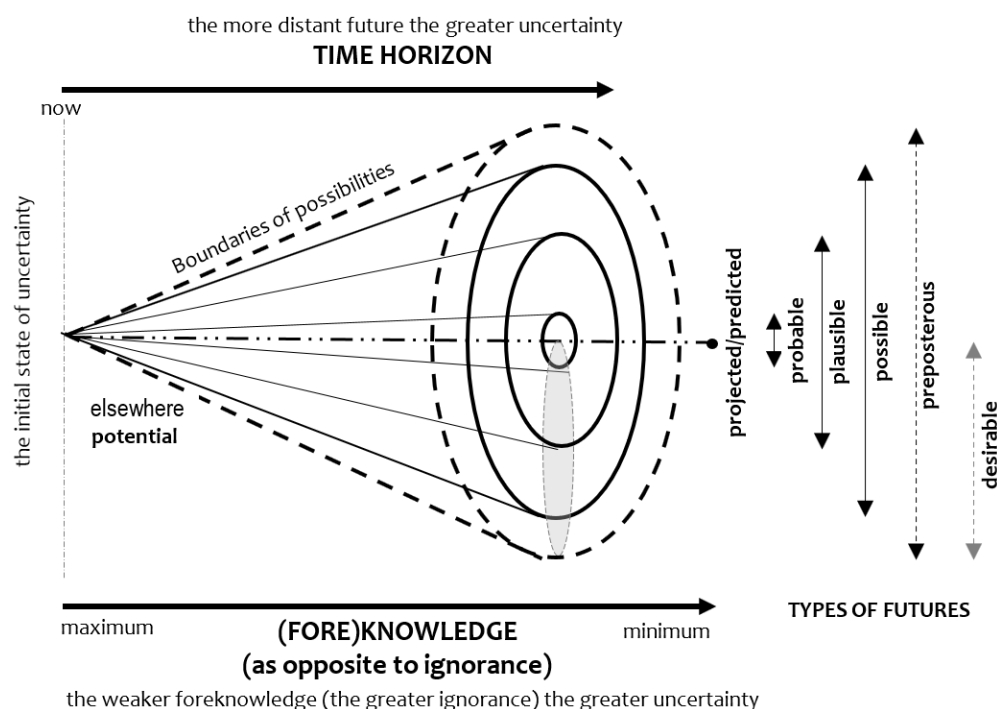 the more distant future the greater uncertainty
TIME HORIZON
now
the initial state of uncertainty
Boundaries of possibilities
elsewhere
potential
projected/predicted
probable
plausible
possible
preposterous
desirable
TYPES OF FUTURES
maximum
(FORE)KNOWLEDGE
minimum
(as opposite to ignorance)
the weaker foreknowledge (the greater ignorance) the greater uncertainty